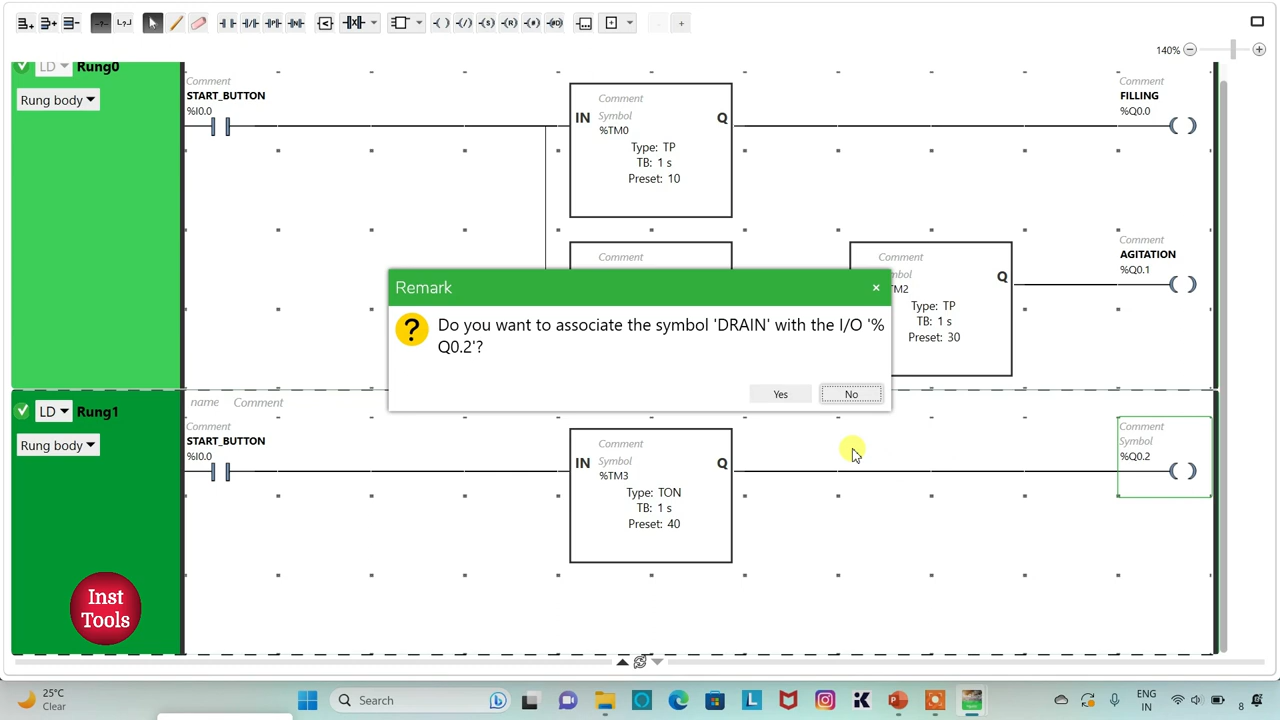 140%
LD Rung0
Rung body
Comment
START_BUTTON
%I0.0
Comment
Symbol
%TM0
IN
Q
Type: TP
TB: 1 s
Preset: 10
Comment
FILLING
%Q0.0
Comment
Comment
mbol
M2
Q
Type: TP
TB: 1 s
Preset: 30
Comment
AGITATION
%Q0.1
Remark
Do you want to associate the symbol 'DRAIN' with the I/O '%
Q0.2'?
Yes
No
LD Rung1
name Comment
Rung body
Comment
START_BUTTON
%I0.0
Comment
Symbol
%TM3
IN
Q
Type: TON
TB: 1 s
Preset: 40
Comment
Symbol
%Q0.2
Inst
Tools
25°C
Clear
Search
ENG
IN
8